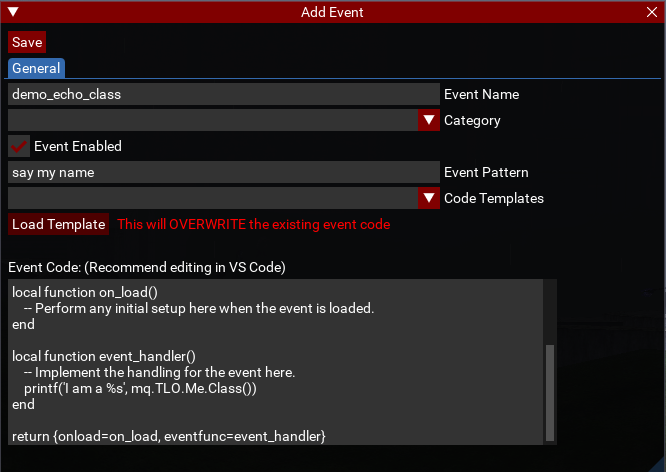 Add Event
Save
General
demo_echo_class Event Name
Category
Event Enabled
say my name Event Pattern
Code Templates
Load Template This will OVERWRITE the existing event code
Event Code: (Recommend editing in VS Code)
local function on_load()
    -- Perform any initial setup here when the event is loaded.
end

local function event_handler()
    -- Implement the handling for the event here.
    printf('I am a %s', mq.TLO.Me.Class())
end

return {onload=on_load, eventfunc=event_handler}